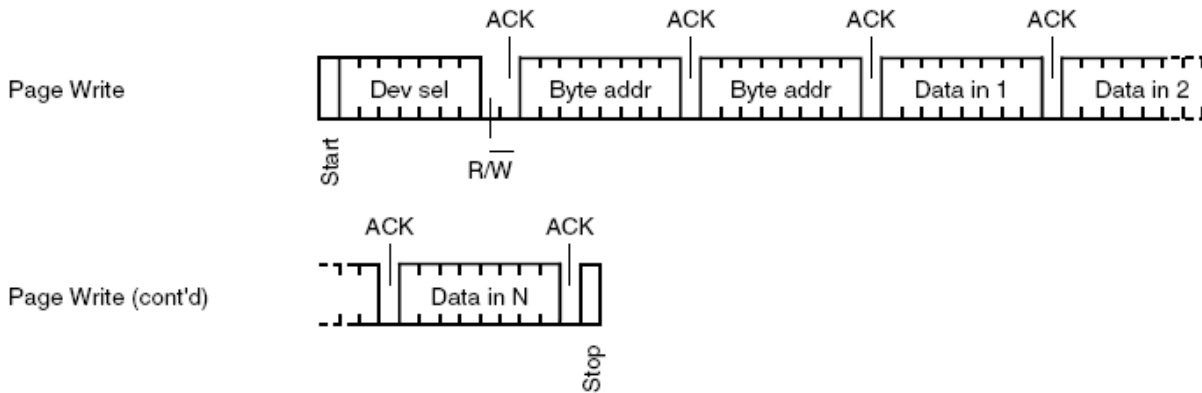 ACK ACK ACK ACK
Page Write Dev sel Byte addr Byte addr Data in 1 Data in 2
Start R/W̅
ACK ACK
Page Write (cont'd) Data in N
Stop